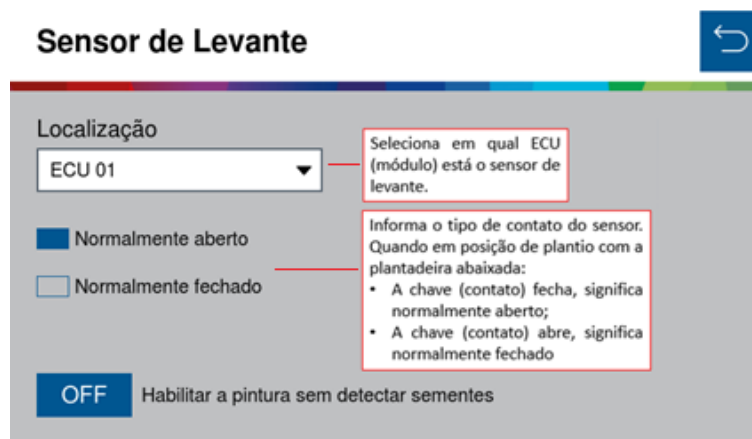 Sensor de Levante
Localização
ECU 01
Seleciona em qual ECU
(módulo) está o sensor de
levante.
Normalmente aberto
Normalmente fechado
Informa o tipo de contato do sensor.
Quando em posição de plantio com a
plantadeira abaixada:
• A chave (contato) fecha, significa
normalmente aberto;
• A chave (contato) abre, significa
normalmente fechado
OFF Habilitar a pintura sem detectar sementes